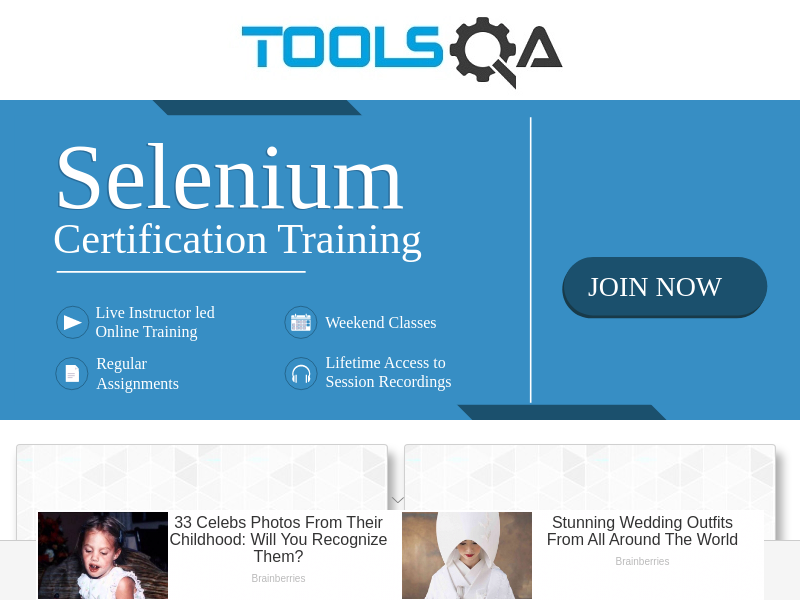 TOOLSQA
Selenium
Certification Training
JOIN NOW
Live Instructor led
Online Training
Weekend Classes
Regular
Assignments
Lifetime Access to
Session Recordings
33 Celebs Photos From Their
Childhood: Will You Recognize
Them?
Brainberries
Stunning Wedding Outfits
From All Around The World
Brainberries